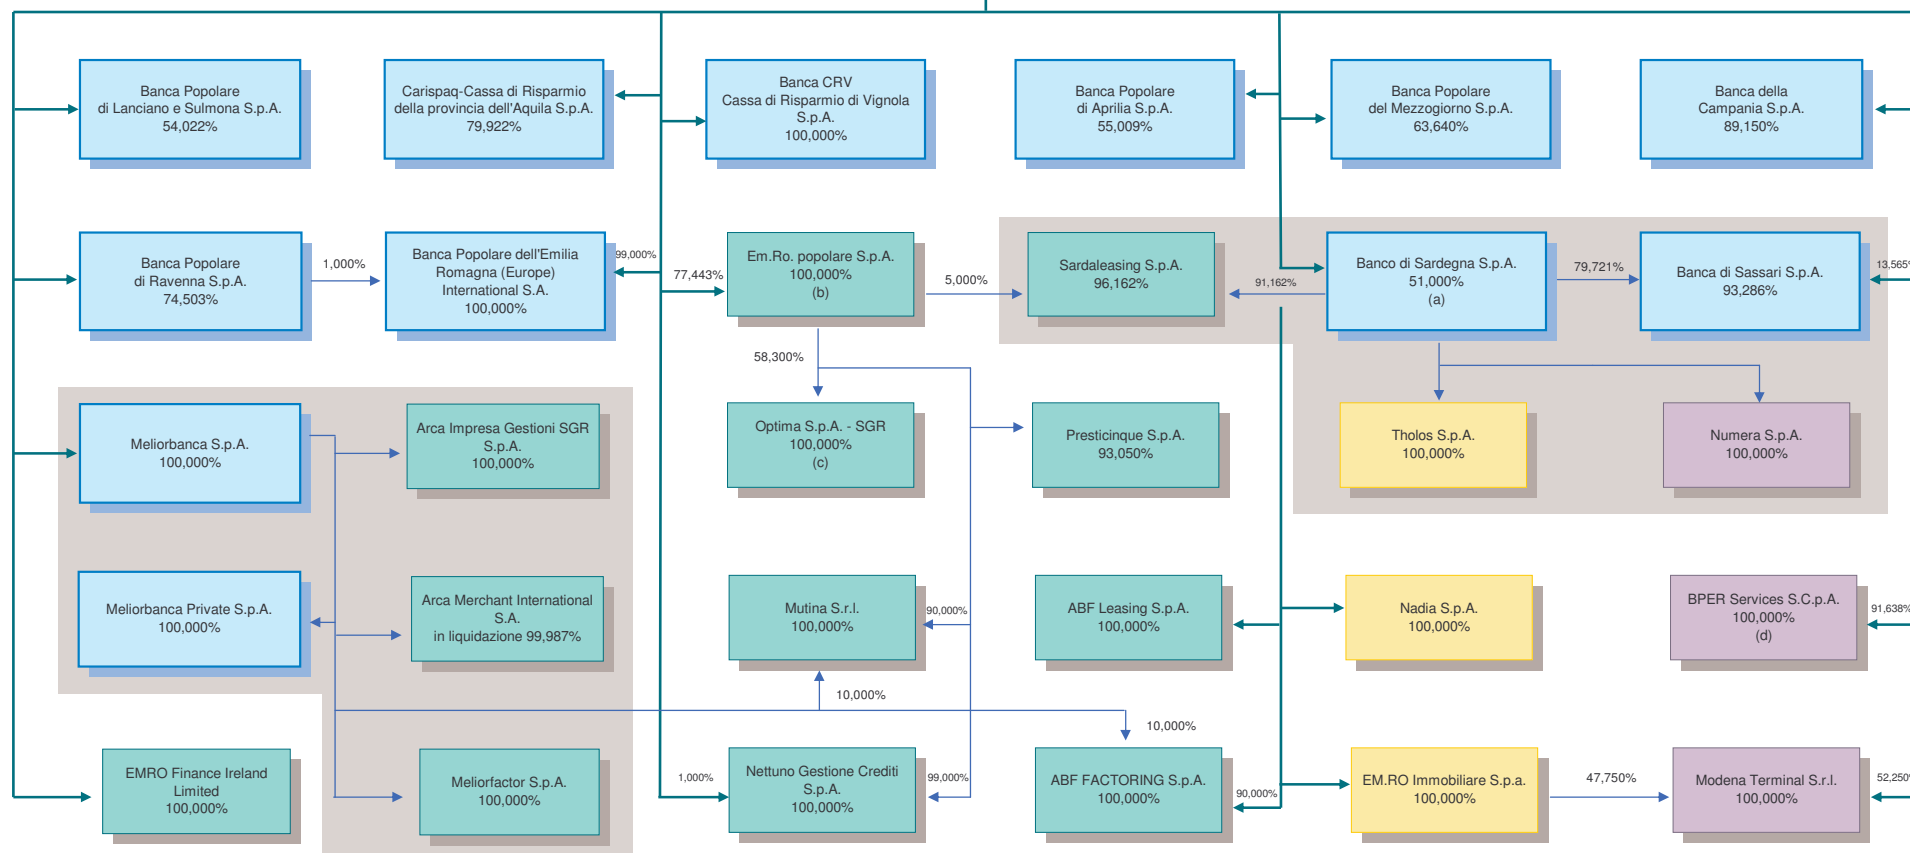 Banca Popolare
di Lanciano e Sulmona S.p.A.
54,022%
Carispaq-Cassa di Risparmio
della provincia dell'Aquila S.p.A.
79,922%
Banca CRV
Cassa di Risparmio di Vignola
S.p.A.
100,000%
Banca Popolare
di Aprilia S.p.A.
55,009%
Banca Popolare
del Mezzogiorno S.p.A.
63,640%
Banca della
Campania S.p.A.
89,150%
Banca Popolare
di Ravenna S.p.A.
74,503%
1,000%
Banca Popolare dell'Emilia
Romagna (Europe)
International S.A.
100,000%
99,000%
77,443%
Em.Ro. popolare S.p.A.
100,000%
(b)
5,000%
Sardaleasing S.p.A.
96,162%
91,162%
Banco di Sardegna S.p.A.
51,000%
(a)
79,721%
Banca di Sassari S.p.A.
93,286%
13,565%
58,300%
Meliorbanca S.p.A.
100,000%
Arca Impresa Gestioni SGR
S.p.A.
100,000%
Optima S.p.A. - SGR
100,000%
(c)
Presticinque S.p.A.
93,050%
Tholos S.p.A.
100,000%
Numera S.p.A.
100,000%
Meliorbanca Private S.p.A.
100,000%
Arca Merchant International
S.A.
in liquidazione 99,987%
Mutina S.r.l.
100,000%
90,000%
ABF Leasing S.p.A.
100,000%
Nadia S.p.A.
100,000%
BPER Services S.C.p.A.
100,000%
(d)
91,638%
10,000%
10,000%
EMRO Finance Ireland
Limited
100,000%
Meliorfactor S.p.A.
100,000%
1,000%
Nettuno Gestione Crediti
S.p.A.
100,000%
99,000%
ABF FACTORING S.p.A.
100,000%
90,000%
EM.RO Immobiliare S.p.a.
100,000%
47,750%
Modena Terminal S.r.l.
100,000%
52,250%